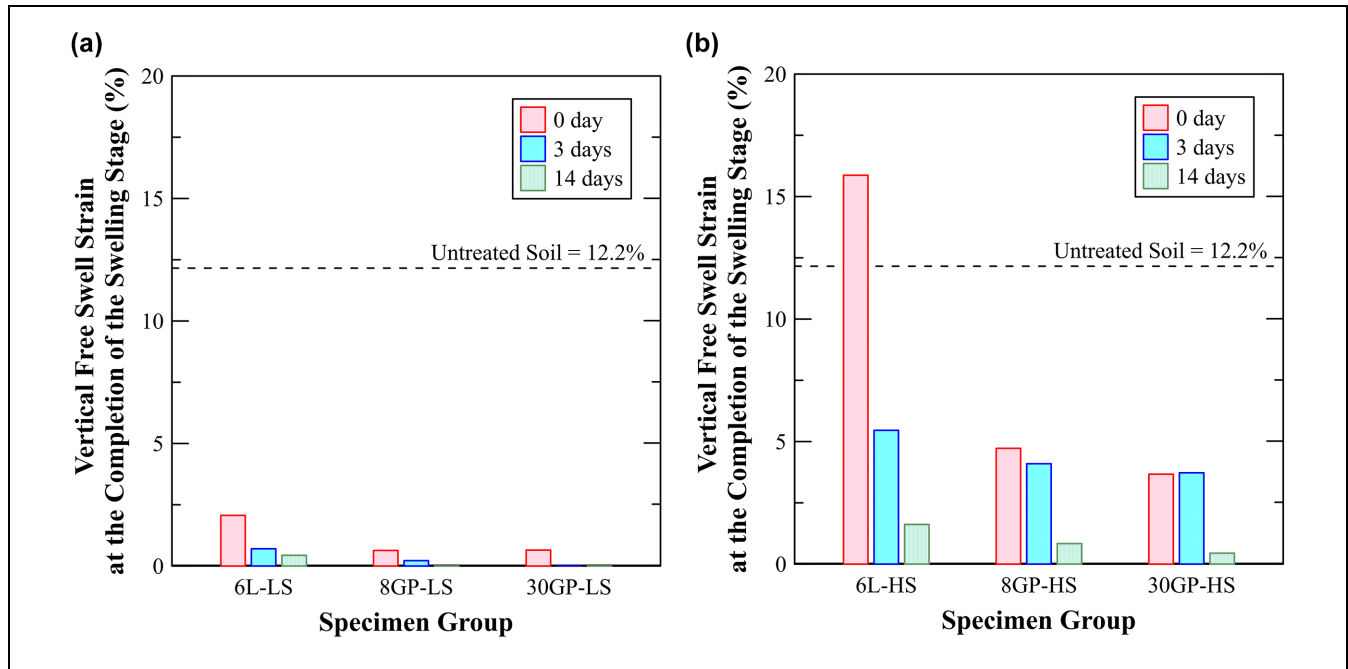 (a)
Vertical Free Swell Strain
at the Completion of the Swelling Stage (%)
20
15
10
5
0
0 day
3 days
14 days
Untreated Soil = 12.2%
6L-LS
8GP-LS
30GP-LS
Specimen Group
(b)
Vertical Free Swell Strain
at the Completion of the Swelling Stage (%)
20
15
10
5
0
0 day
3 days
14 days
Untreated Soil = 12.2%
6L-HS
8GP-HS
30GP-HS
Specimen Group